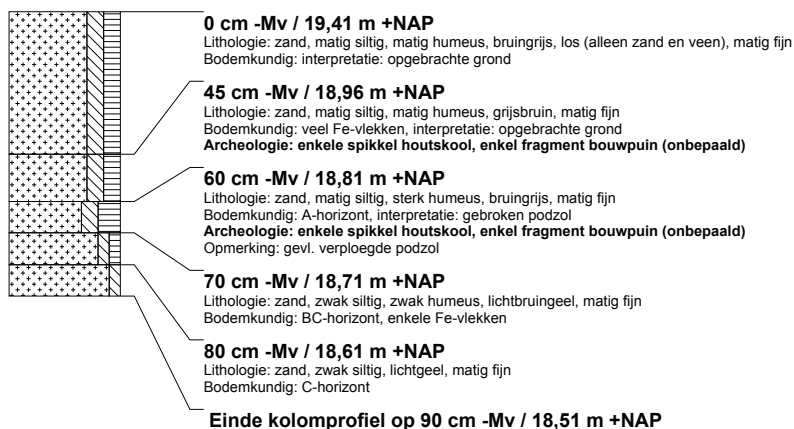 0 cm -Mv / 19,41 m +NAP
Lithologie: zand, matig siltig, matig humeus, bruingrijs, los (alleen zand en veen), matig fijn
Bodemkundig: interpretatie: opgebrachte grond
45 cm -Mv / 18,96 m +NAP
Lithologie: zand, matig siltig, matig humeus, grijsbruin, matig fijn
Bodemkundig: veel Fe-vlekken, interpretatie: opgebrachte grond
Archeologie: enkele spikkel houtskool, enkel fragment bouwpuin (onbepaald)
60 cm -Mv / 18,81 m +NAP
Lithologie: zand, matig siltig, sterk humeus, bruingrijs, matig fijn
Bodemkundig: A-horizont, interpretatie: gebroken podzol
Archeologie: enkele spikkel houtskool, enkel fragment bouwpuin (onbepaald)
Opmerking: gevl. verploegde podzol
70 cm -Mv / 18,71 m +NAP
Lithologie: zand, zwak siltig, zwak humeus, lichtbruingeel, matig fijn
Bodemkundig: BC-horizont, enkele Fe-vlekken
80 cm -Mv / 18,61 m +NAP
Lithologie: zand, zwak siltig, lichtgeel, matig fijn
Bodemkundig: C-horizont
Einde kolomprofiel op 90 cm -Mv / 18,51 m +NAP